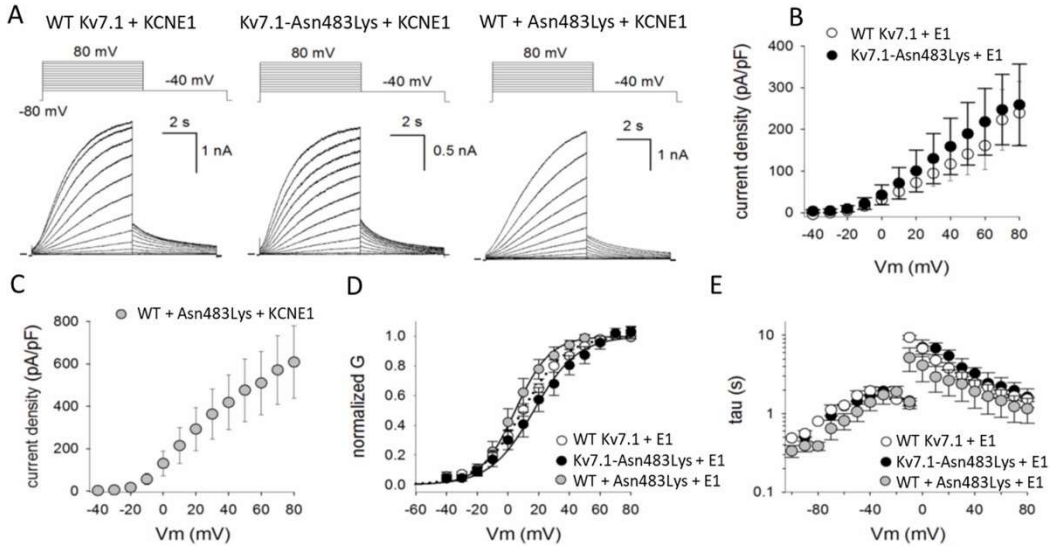 A
WT Kv7.1 + KCNE1
Kv7.1-Asn483Lys + KCNE1
WT + Asn483Lys + KCNE1
80 mV
-40 mV
-80 mV
2 s
1 nA
80 mV
-40 mV
2 s
0.5 nA
80 mV
-40 mV
2 s
1 nA
B
WT Kv7.1 + E1
Kv7.1-Asn483Lys + E1
current density (pA/pF)
400
300
200
100
0
-40 -20 0 20 40 60 80
Vm (mV)
C
WT + Asn483Lys + KCNE1
current density (pA/pF)
800
600
400
200
0
-40 -20 0 20 40 60 80
Vm (mV)
D
normalized G
1.0
0.8
0.6
0.4
0.2
0.0
WT Kv7.1 + E1
Kv7.1-Asn483Lys + E1
WT + Asn483Lys + E1
-60 -40 -20 0 20 40 60 80
Vm (mV)
E
tau (s)
10
1
0.1
WT Kv7.1 + E1
Kv7.1-Asn483Lys + E1
WT + Asn483Lys + E1
-80 -40 0 40 80
Vm (mV)